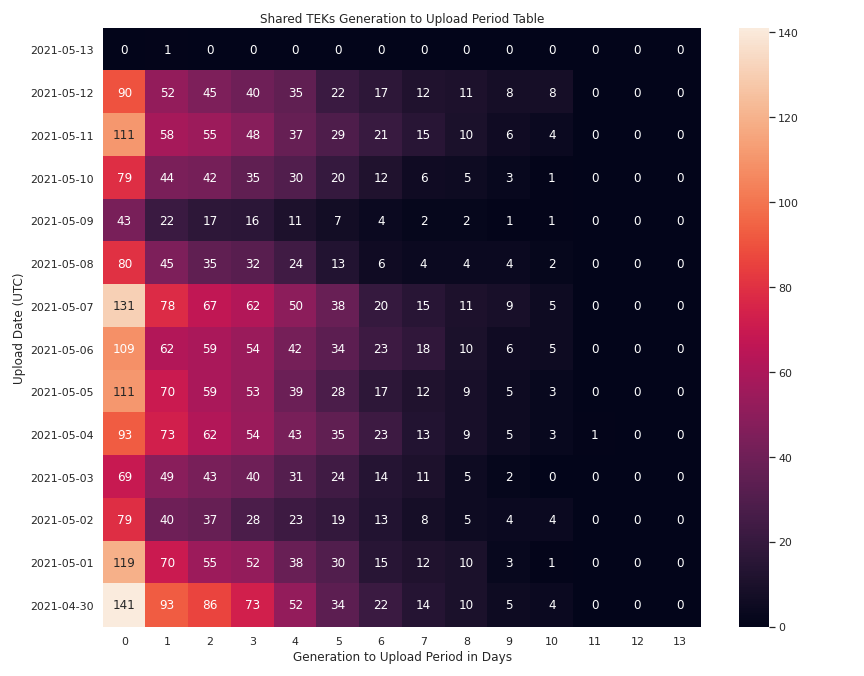 Shared TEKs Generation to Upload Period Table
Upload Date (UTC)
2021-05-13 0 1 0 0 0 0 0 0 0 0 0 0 0 0
2021-05-12 90 52 45 40 35 22 17 12 11 8 8 0 0 0
2021-05-11 111 58 55 48 37 29 21 15 10 6 4 0 0 0
2021-05-10 79 44 42 35 30 20 12 6 5 3 1 0 0 0
2021-05-09 43 22 17 16 11 7 4 2 2 1 1 0 0 0
2021-05-08 80 45 35 32 24 13 6 4 4 4 2 0 0 0
2021-05-07 131 78 67 62 50 38 20 15 11 9 5 0 0 0
2021-05-06 109 62 59 54 42 34 23 18 10 6 5 0 0 0
2021-05-05 111 70 59 53 39 28 17 12 9 5 3 0 0 0
2021-05-04 93 73 62 54 43 35 23 13 9 5 3 1 0 0
2021-05-03 69 49 43 40 31 24 14 11 5 2 0 0 0 0
2021-05-02 79 40 37 28 23 19 13 8 5 4 4 0 0 0
2021-05-01 119 70 55 52 38 30 15 12 10 3 1 0 0 0
2021-04-30 141 93 86 73 52 34 22 14 10 5 4 0 0 0
0 1 2 3 4 5 6 7 8 9 10 11 12 13
Generation to Upload Period in Days
140
120
100
80
60
40
20
0